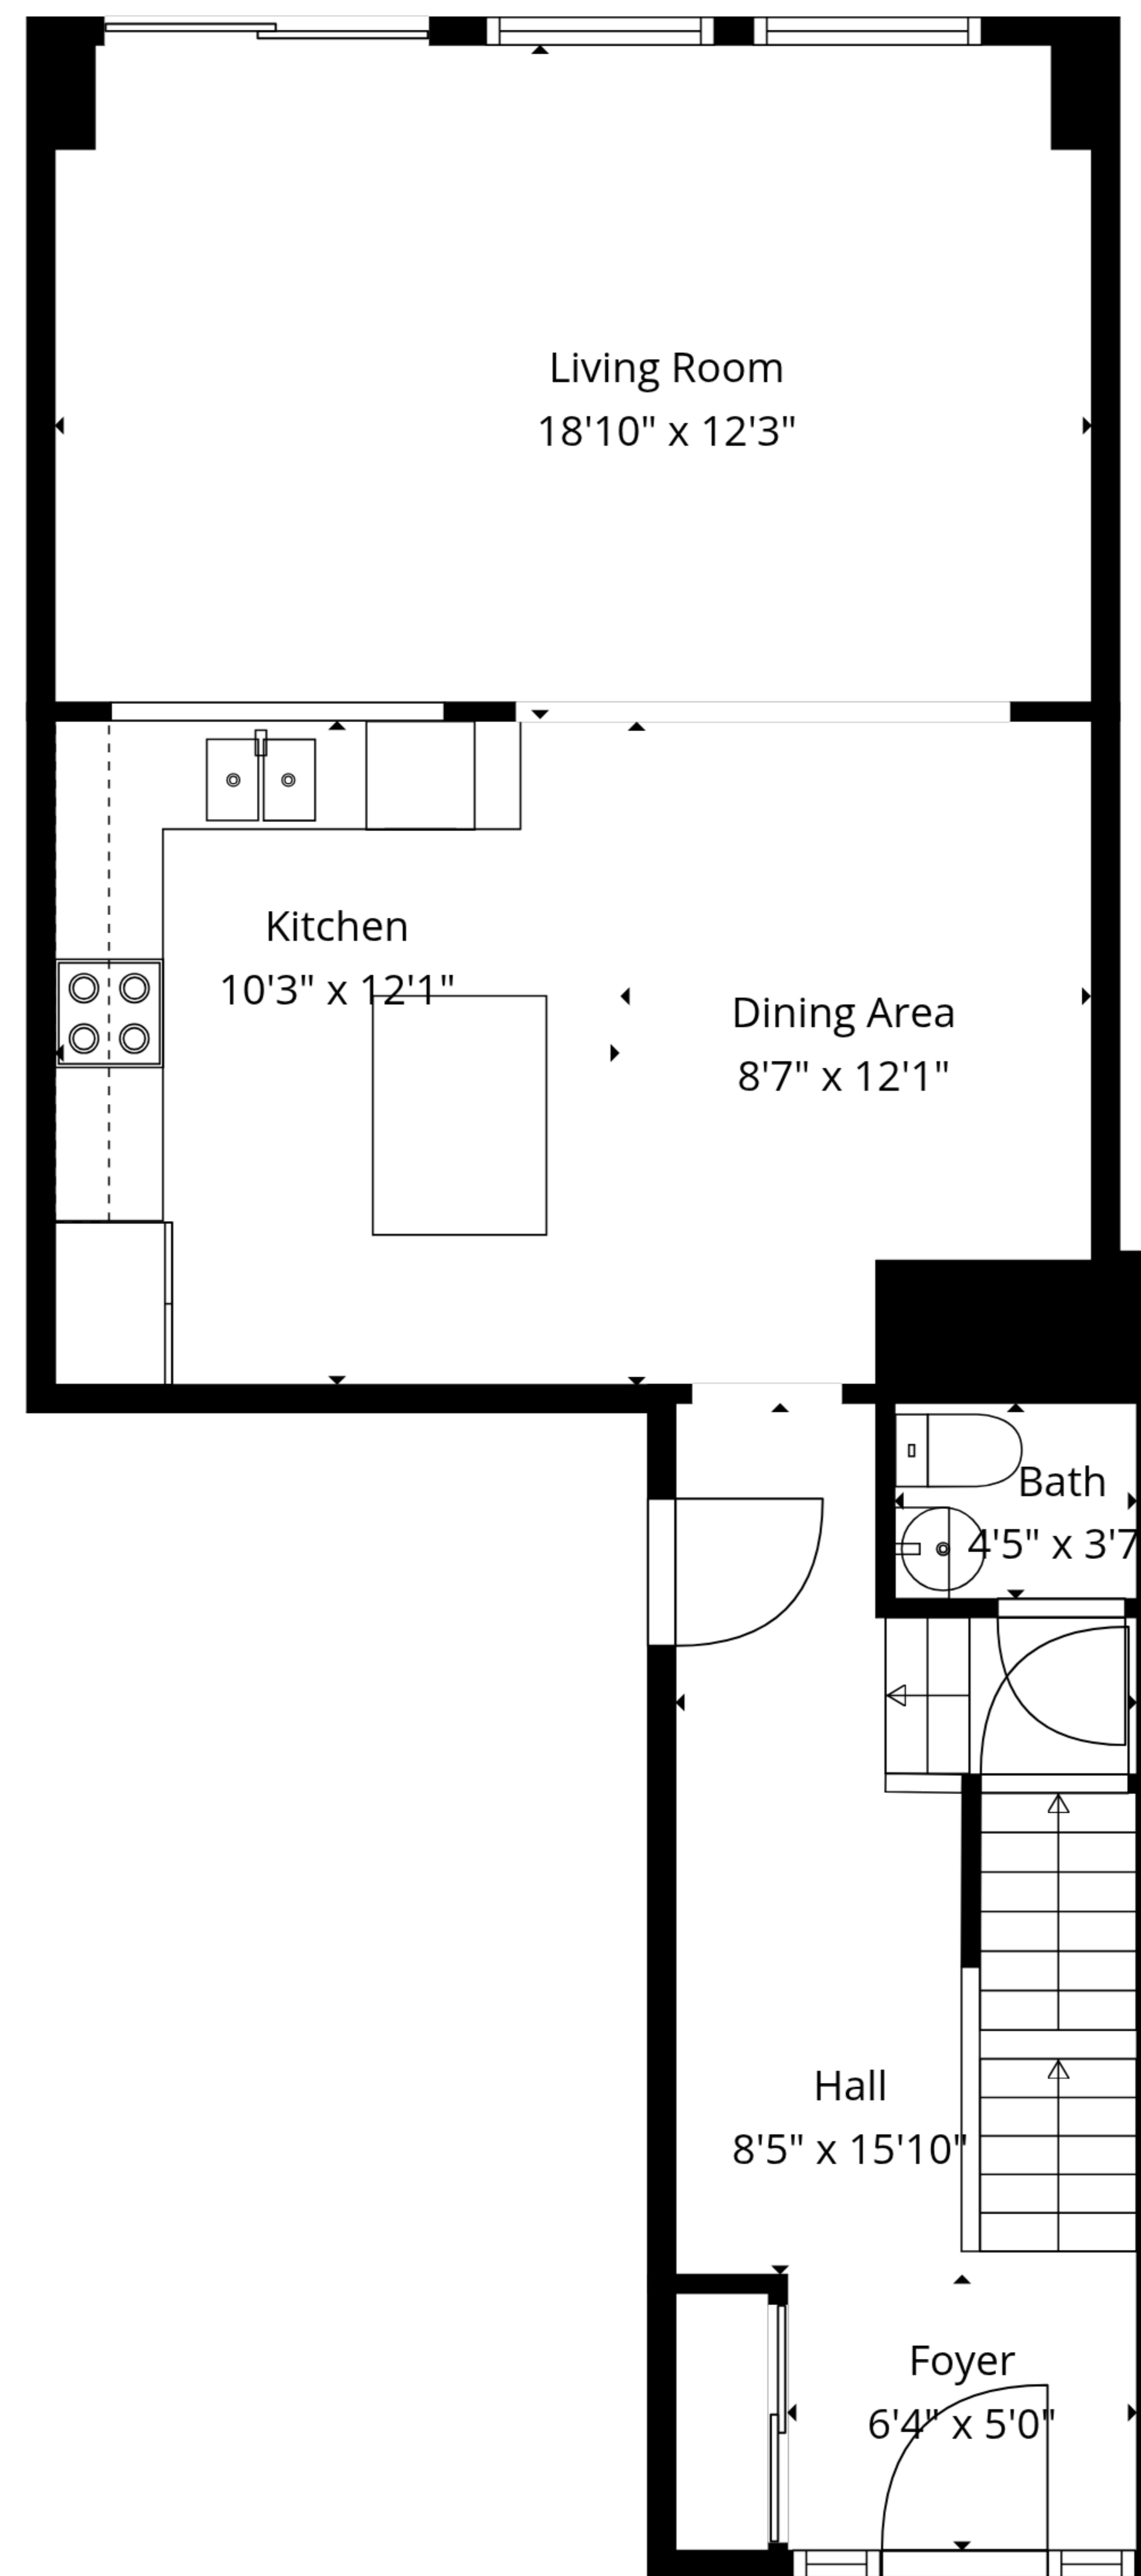 Living Room
18'10" x 12'3"
Kitchen
10'3" x 12'1"
Dining Area
8'7" x 12'1"
Bath
4'5" x 3'7
Hall
8'5" x 15'10"
Foyer
6'4" x 5'0"